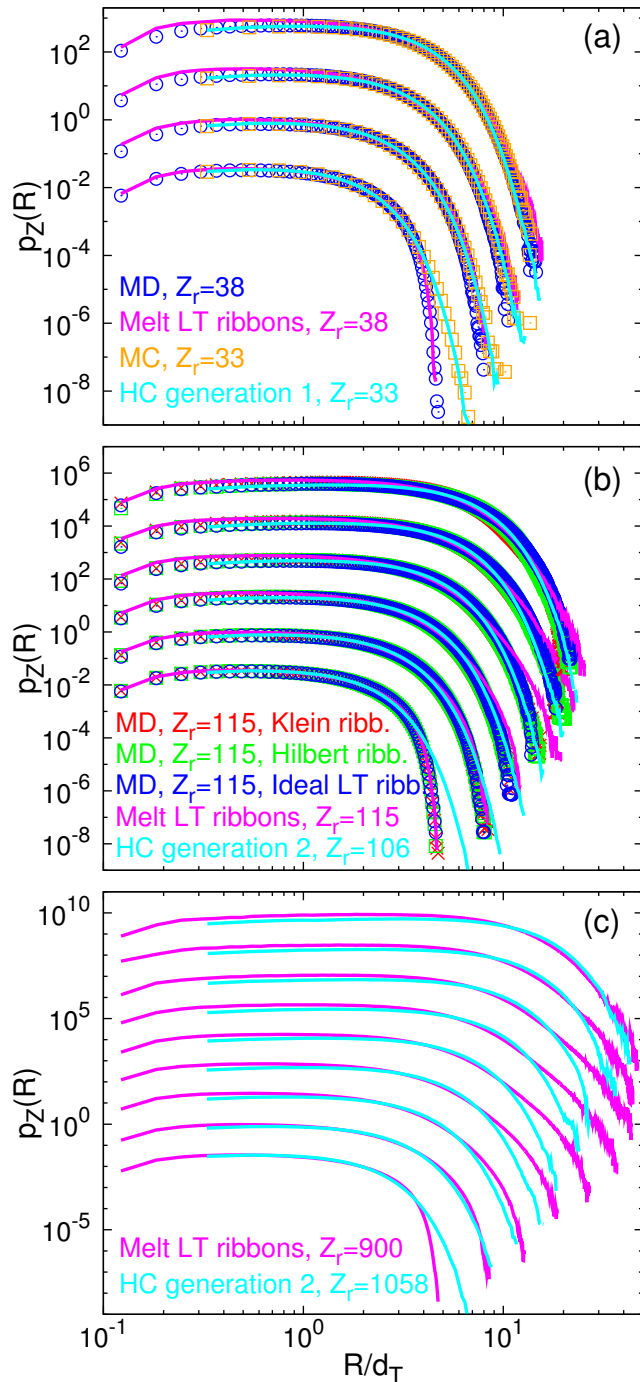 10^2
(a)
10^0
p_Z(R)
10^-2
10^-4
MD, Z_r=38
10^-6
Melt LT ribbons, Z_r=38
MC, Z_r=33
10^-8
HC generation 1, Z_r=33
10^6
(b)
10^4
10^2
p_Z(R)
10^0
10^-2
MD, Z_r=115, Klein ribb.
10^-4
MD, Z_r=115, Hilbert ribb.
MD, Z_r=115, Ideal LT ribb.
10^-6
Melt LT ribbons, Z_r=115
10^-8
HC generation 2, Z_r=106
10^10
(c)
10^5
p_Z(R)
10^0
10^-5
Melt LT ribbons, Z_r=900
HC generation 2, Z_r=1058
10^-1 10^0 10^1
R/d_T